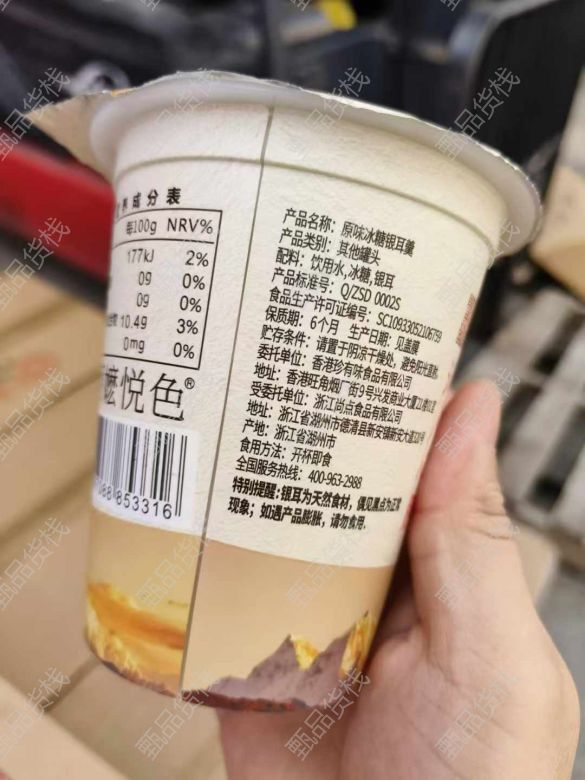 养成分表
每100g NRV%
177kJ 2%
0g 0%
0g 0%
10.4g 3%
0mg 0%
悦色®
853316
产品名称：原味冰糖银耳羹
产品类别：其他罐头
配料：饮用水,冰糖,银耳
产品标准号：Q/ZSD 0002S
食品生产许可证编号：SC10933052106759
保质期：6个月 生产日期：见盖膜
贮存条件：请置于阴凉干燥处，避免阳光直射。
委托单位：香港珍有味食品有限公司
地址：香港旺角烟厂街9号兴发商业大厦
受委托单位：浙江尚点食品有限公司
地址：浙江省湖州市德清县新安镇新安大道
产地：浙江省湖州市
食用方法：开杯即食
全国服务热线：400-963-2988
特别提醒：银耳为天然食材，偶见黑点为正常
现象；如遇产品膨胀，请勿食用.
甄品货栈